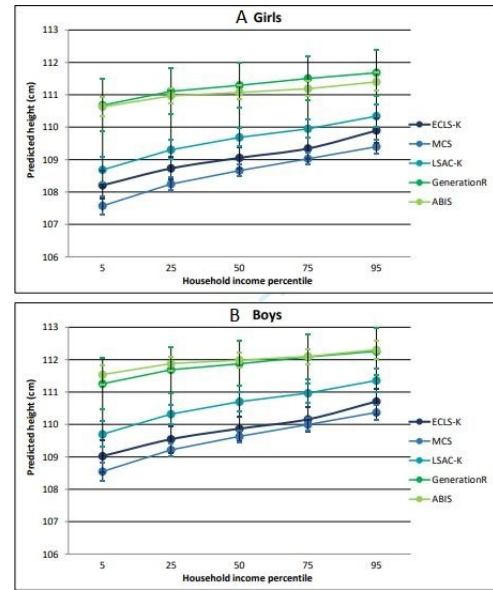 A Girls
113
112
111
110
109
108
107
106
Predicted height (cm)
5 25 50 75 95
Household income percentile
ECLS-K
MCS
LSAC-K
GenerationR
ABIS
B Boys
113
112
111
110
109
108
107
106
Predicted height (cm)
5 25 50 75 95
Household income percentile
ECLS-K
MCS
LSAC-K
GenerationR
ABIS